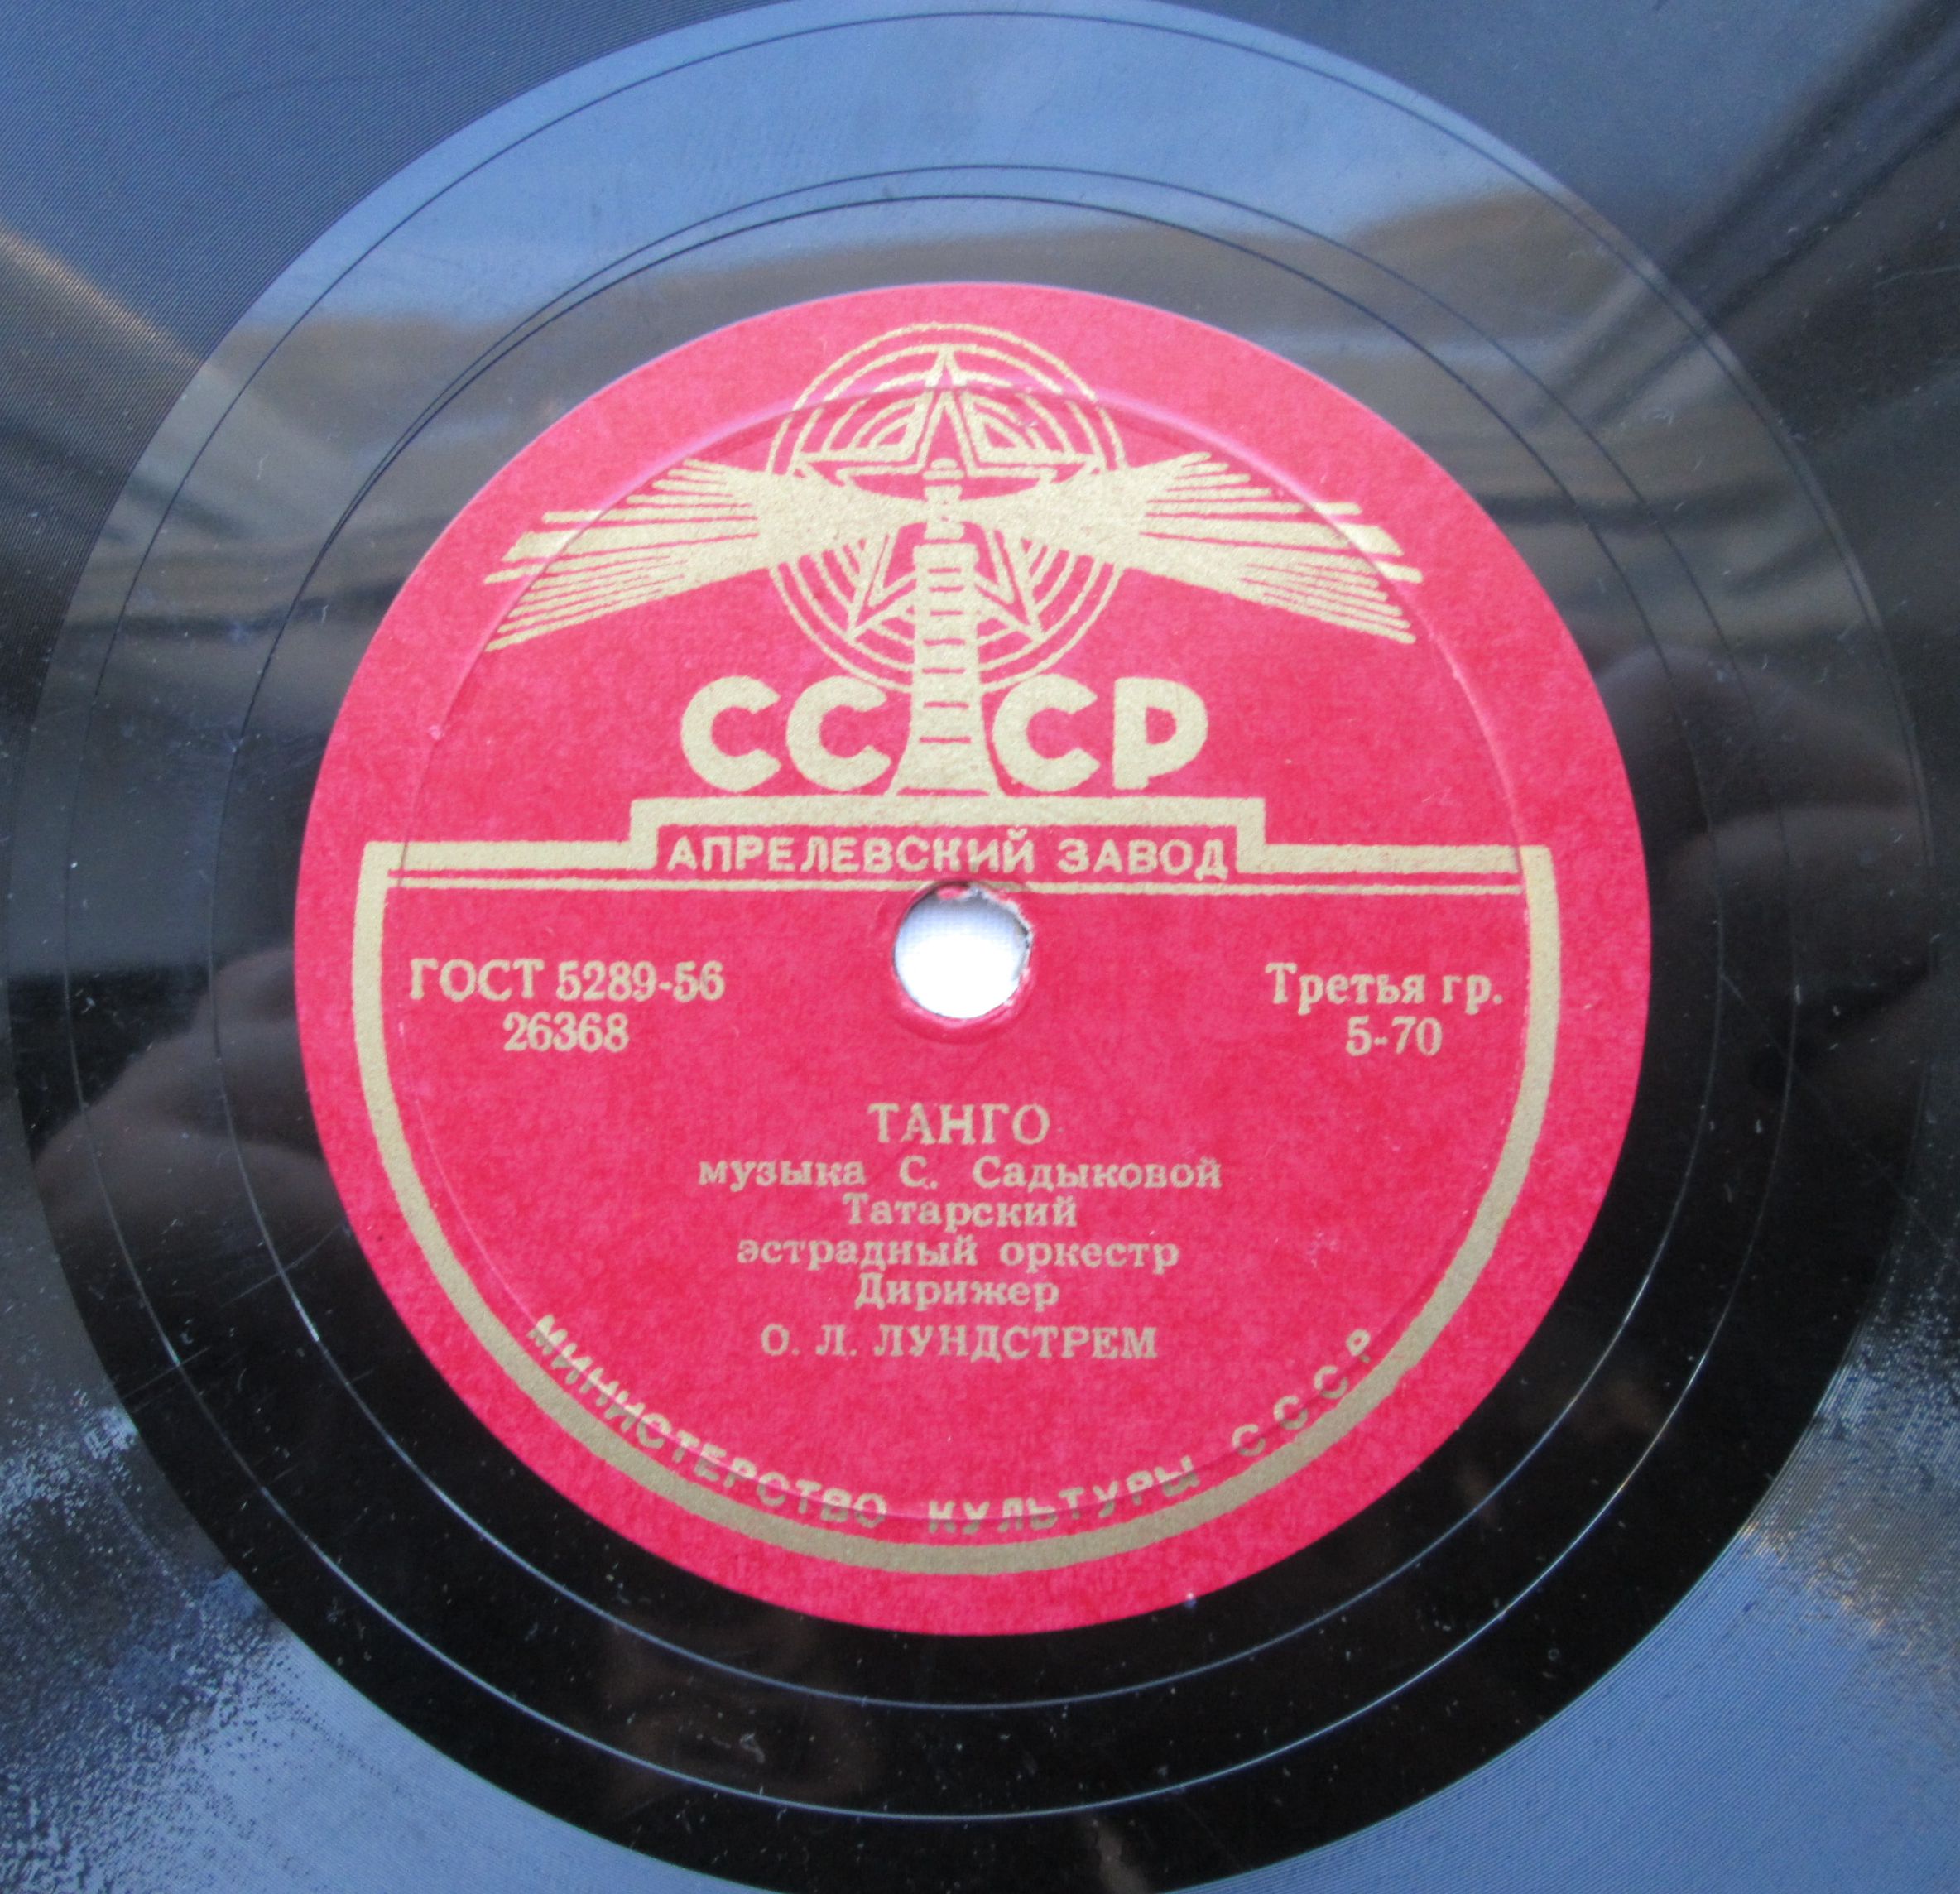 СССР
АПРЕЛЕВСКИЙ ЗАВОД
ГОСТ 5289-56
26368
Третья гр.
5-70
ТАНГО
музыка С. Садыковой
Татарский
эстрадный оркестр
Дирижер
О. Л. ЛУНДСТРЕМ
МИНИСТЕРСТВО КУЛЬТУРЫ СССР